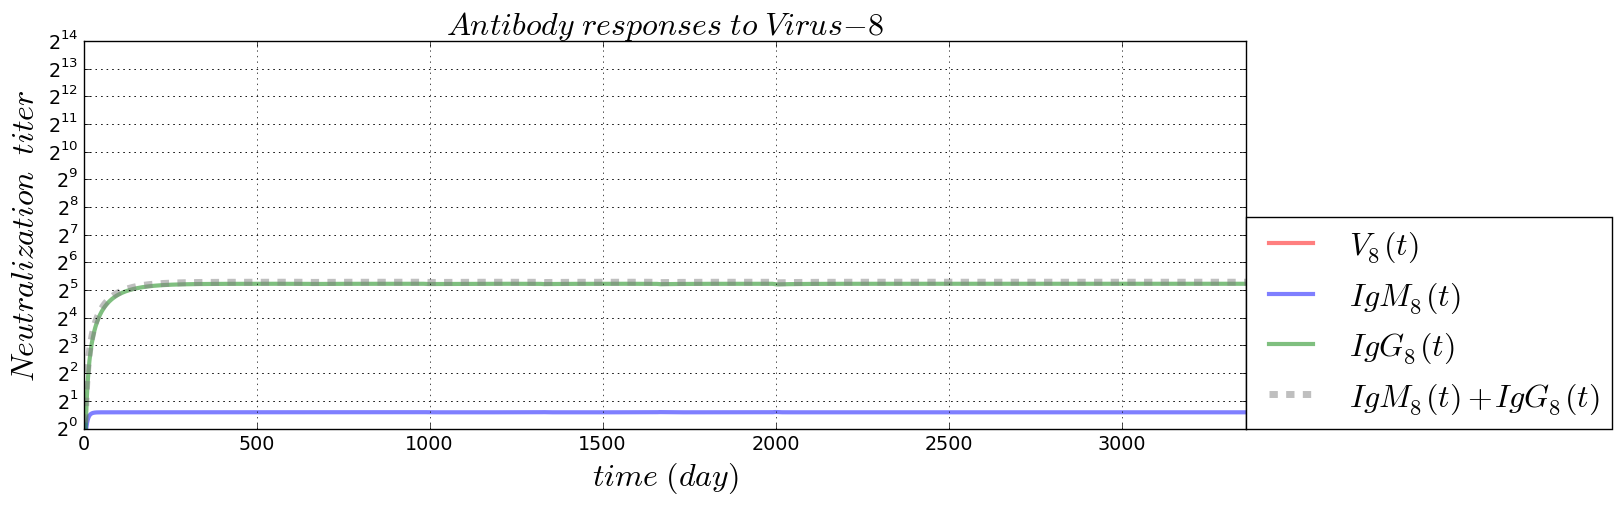 Antibody responses to Virus−8
2^14
2^13
2^12
2^11
2^10
2^9
2^8
2^7
2^6
2^5
2^4
2^3
2^2
2^1
2^0
Neutralization titer
0 500 1000 1500 2000 2500 3000
time (day)
V_8(t)
IgM_8(t)
IgG_8(t)
IgM_8(t)+IgG_8(t)